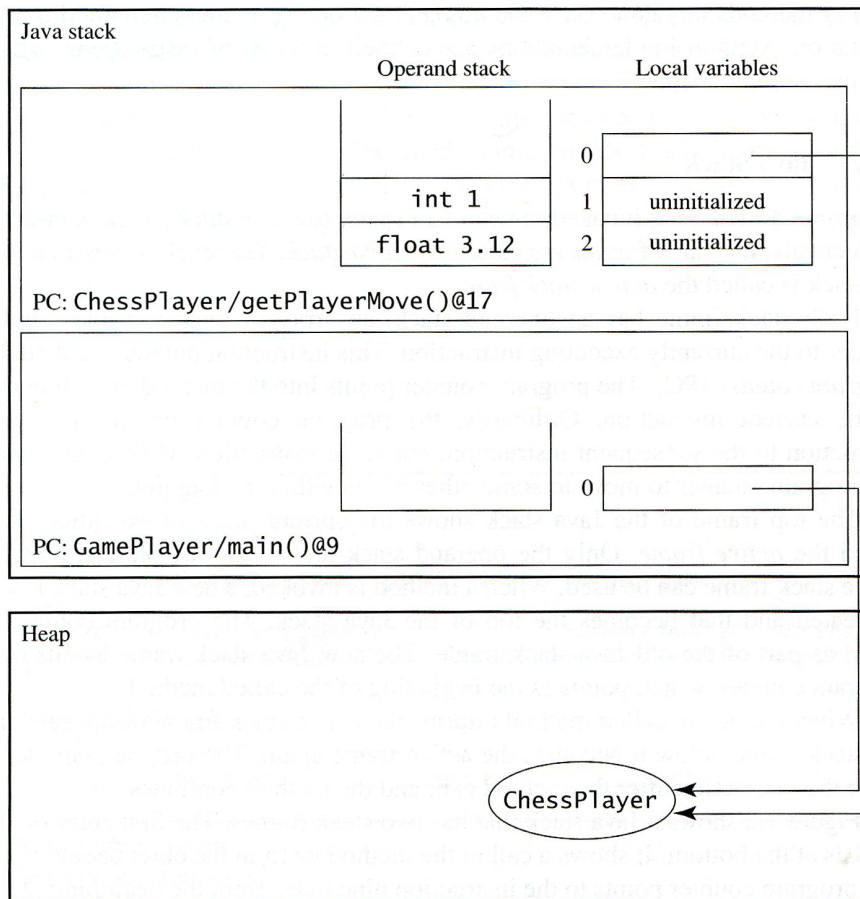 Java stack
Operand stack Local variables
0
int 1 1 uninitialized
float 3.12 2 uninitialized
PC: ChessPlayer/getPlayerMove()@17
0
PC: GamePlayer/main()@9
Heap
ChessPlayer